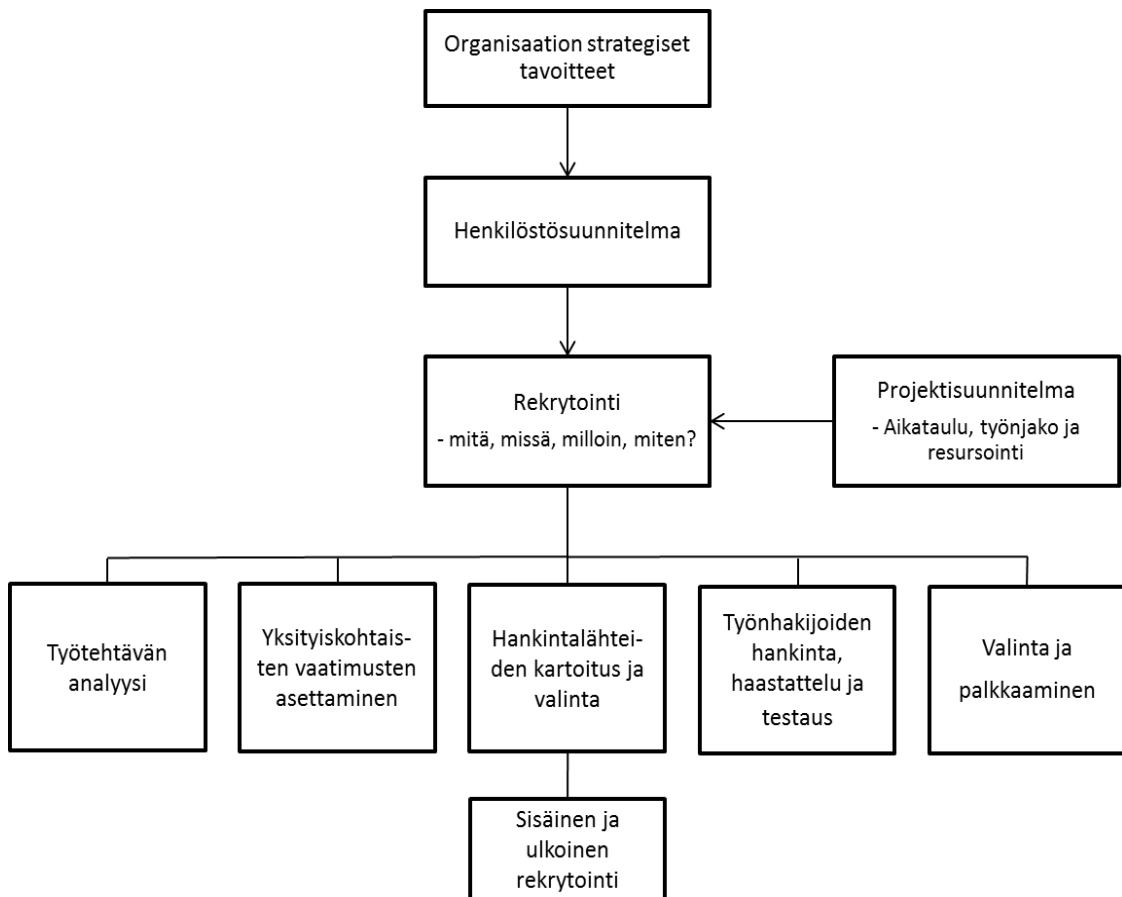 Organisaation strategiset
tavoitteet
Henkilöstösuunnitelma
Rekrytointi
- mitä, missä, milloin, miten?
Projektisuunnitelma
- Aikataulu, työnjako ja
resursointi
Työtehtävän
analyysi
Yksityiskohtais-
ten vaatimusten
asettaminen
Hankintalähtei-
den kartoitus ja
valinta
Työnhakijoiden
hankinta,
haastattelu ja
testaus
Valinta ja
palkkaaminen
Sisäinen ja
ulkoinen
rekrytointi